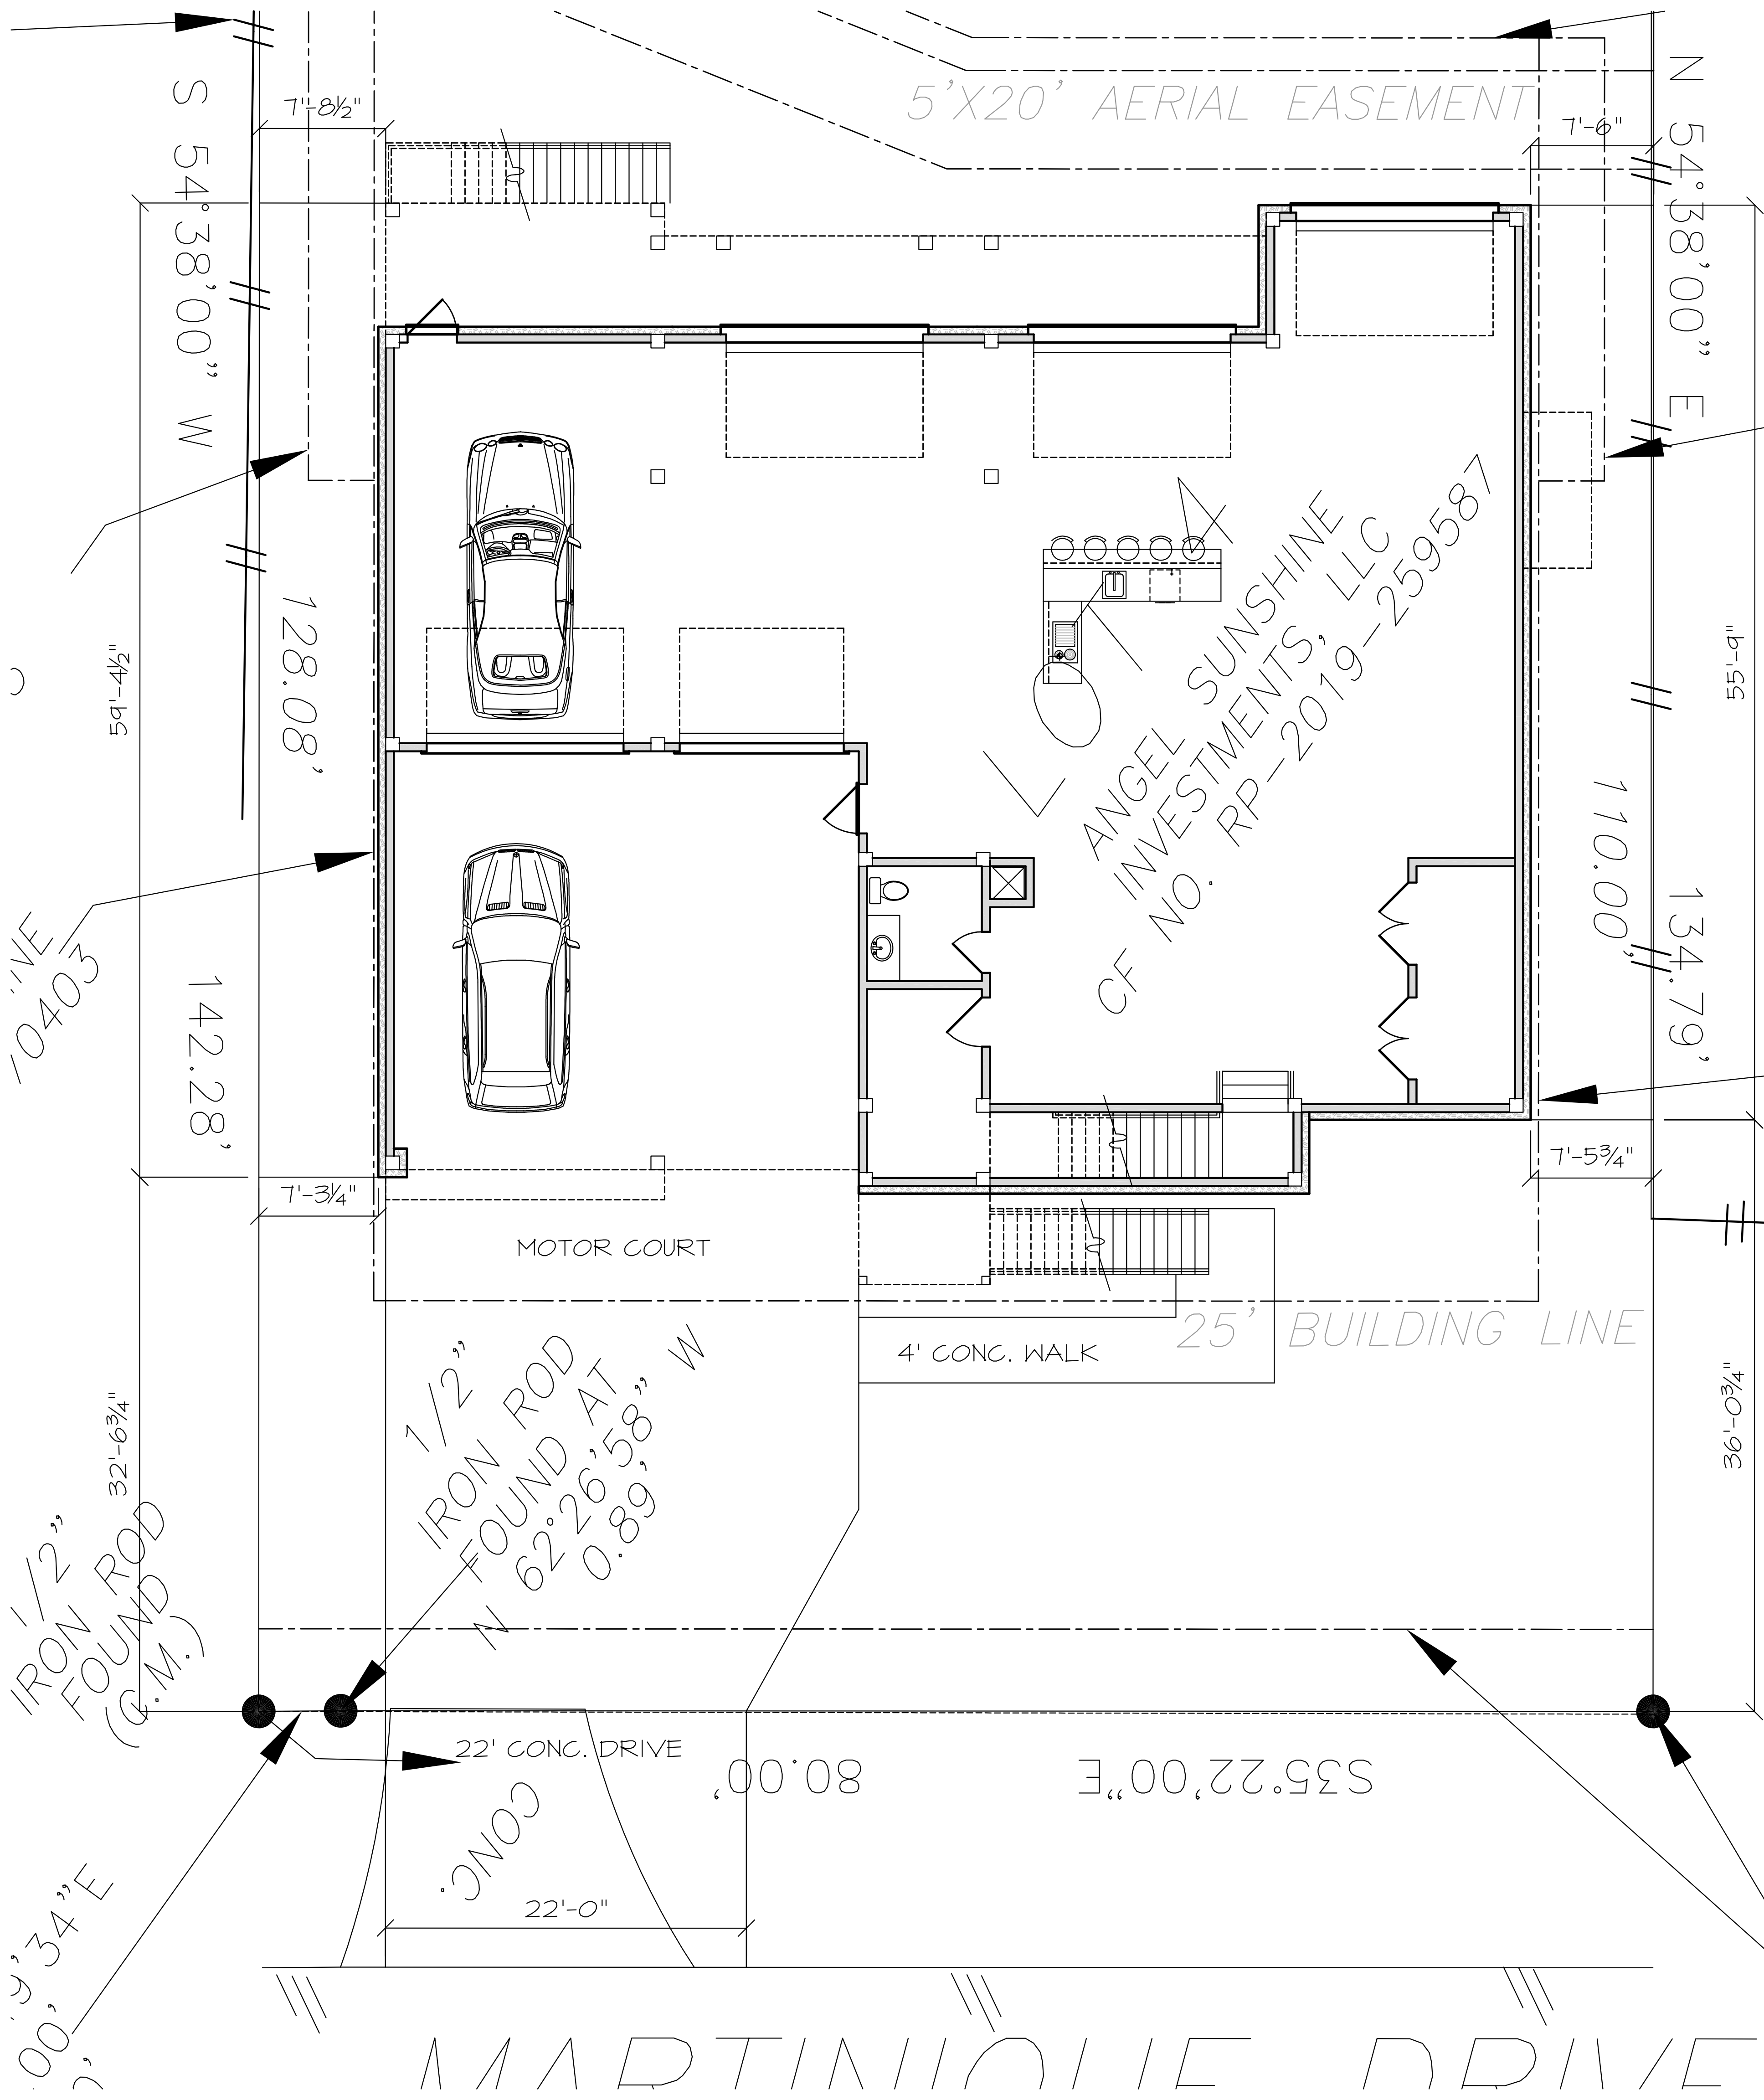 5'X20' AERIAL EASEMENT
7'-8½"
7'-6"
S 54°38'00" W
N 54°38'00" E
59'-4½"
128.08'
55'-9"
ANGEL SUNSHINE
INVESTMENTS, LLC
CF NO. RP-2019-259587
110.00'
134.79'
142.28'
10403
7'-3¼"
7'-5¾"
MOTOR COURT
25' BUILDING LINE
4' CONC. WALK
32'-6¾"
36'-0¾"
1/2"
IRON ROD
FOUND AT
N 62°26'58" W
0.89'
1/2"
IRON ROD
FOUND
(C.M.)
22' CONC. DRIVE
80.00'
S35°22'00"E
CONC.
22'-0"
MARTINIQUE DRIVE